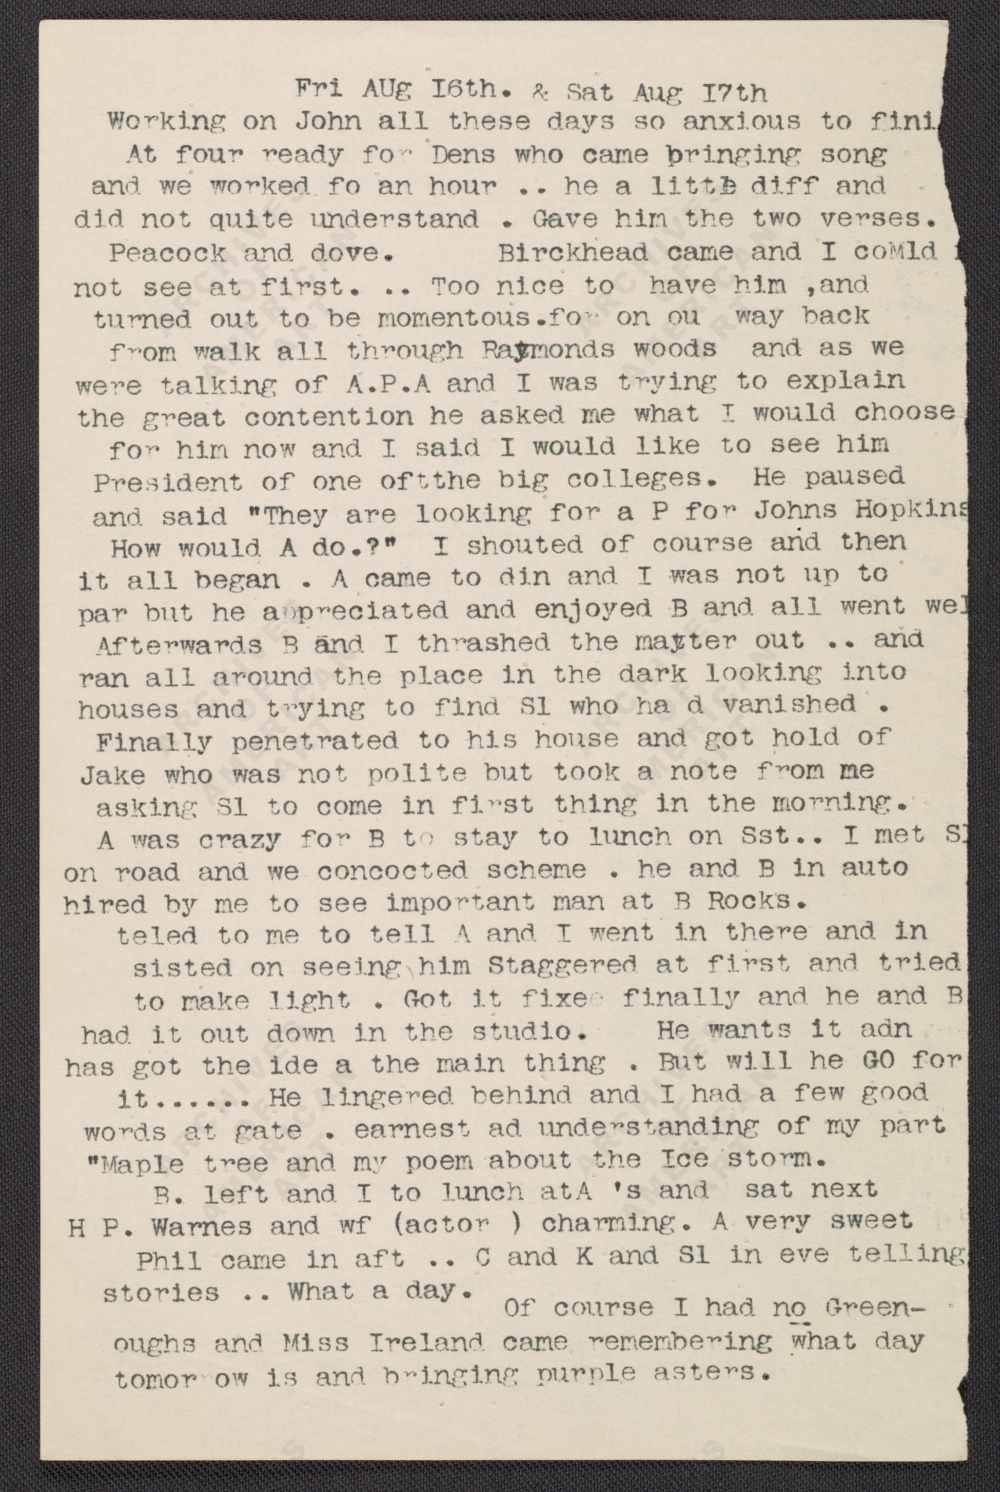 Fri AUg I6th. & Sat Aug I7th
Working on John all these days so anxious to fini
At four ready for Dens who came bringing song
and we worked fo an hour .. he a littb diff and
did not quite understand . Gave him the two verses.
Peacock and dove. Birckhead came and I coMld
not see at first. .. Too nice to have him ,and
turned out to be momentous.for on ou way back
from walk all through Raymonds woods and as we
were talking of A.P.A and I was trying to explain
the great contention he asked me what I would choose
for him now and I said I would like to see him
President of one oftthe big colleges. He paused
and said "They are looking for a P for Johns Hopkins
How would A do.?" I shouted of course and then
it all began . A came to din and I was not up to
par but he appreciated and enjoyed B and all went wel
Afterwards B and I thrashed the matter out .. and
ran all around the place in the dark looking into
houses and trying to find Sl who ha d vanished .
Finally penetrated to his house and got hold of
Jake who was not polite but took a note from me
asking Sl to come in first thing in the morning.
A was crazy for B to stay to lunch on Sst.. I met Sl
on road and we concocted scheme . he and B in auto
hired by me to see important man at B Rocks.
teled to me to tell A and I went in there and in
sisted on seeing him Staggered at first and tried
to make light . Got it fixee finally and he and B
had it out down in the studio. He wants it adn
has got the ide a the main thing . But will he GO for
it...... He lingered behind and I had a few good
words at gate . earnest ad understanding of my part
"Maple tree and my poem about the Ice storm.
B. left and I to lunch atA 's and sat next
H P. Warnes and wf (actor ) charming. A very sweet
Phil came in aft .. C and K and Sl in eve telling
stories .. What a day.
Of course I had no Green-
oughs and Miss Ireland came remembering what day
tomorrow is and bringing purple asters.